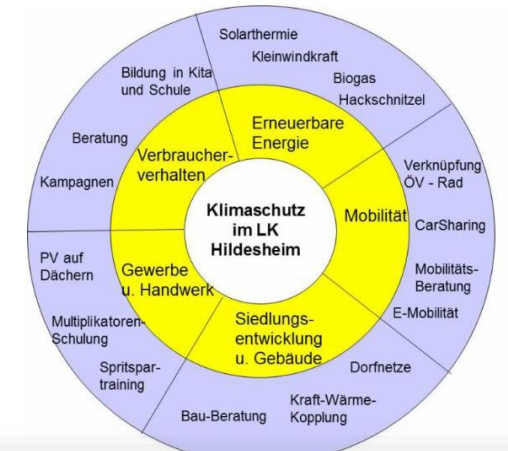 Klimaschutz
im LK
Hildesheim
Erneuerbare
Energie
Solarthermie
Kleinwindkraft
Biogas
Hackschnitzel
Mobilität
Verknüpfung
ÖV - Rad
CarSharing
Mobilitäts-
Beratung
E-Mobilität
Siedlungs-
entwicklung
u. Gebäude
Dorfnetze
Kraft-Wärme-
Kopplung
Bau-Beratung
Gewerbe
u. Handwerk
PV auf
Dächern
Multiplikatoren-
Schulung
Spritspar-
training
Verbraucher-
verhalten
Bildung in Kita
und Schule
Beratung
Kampagnen